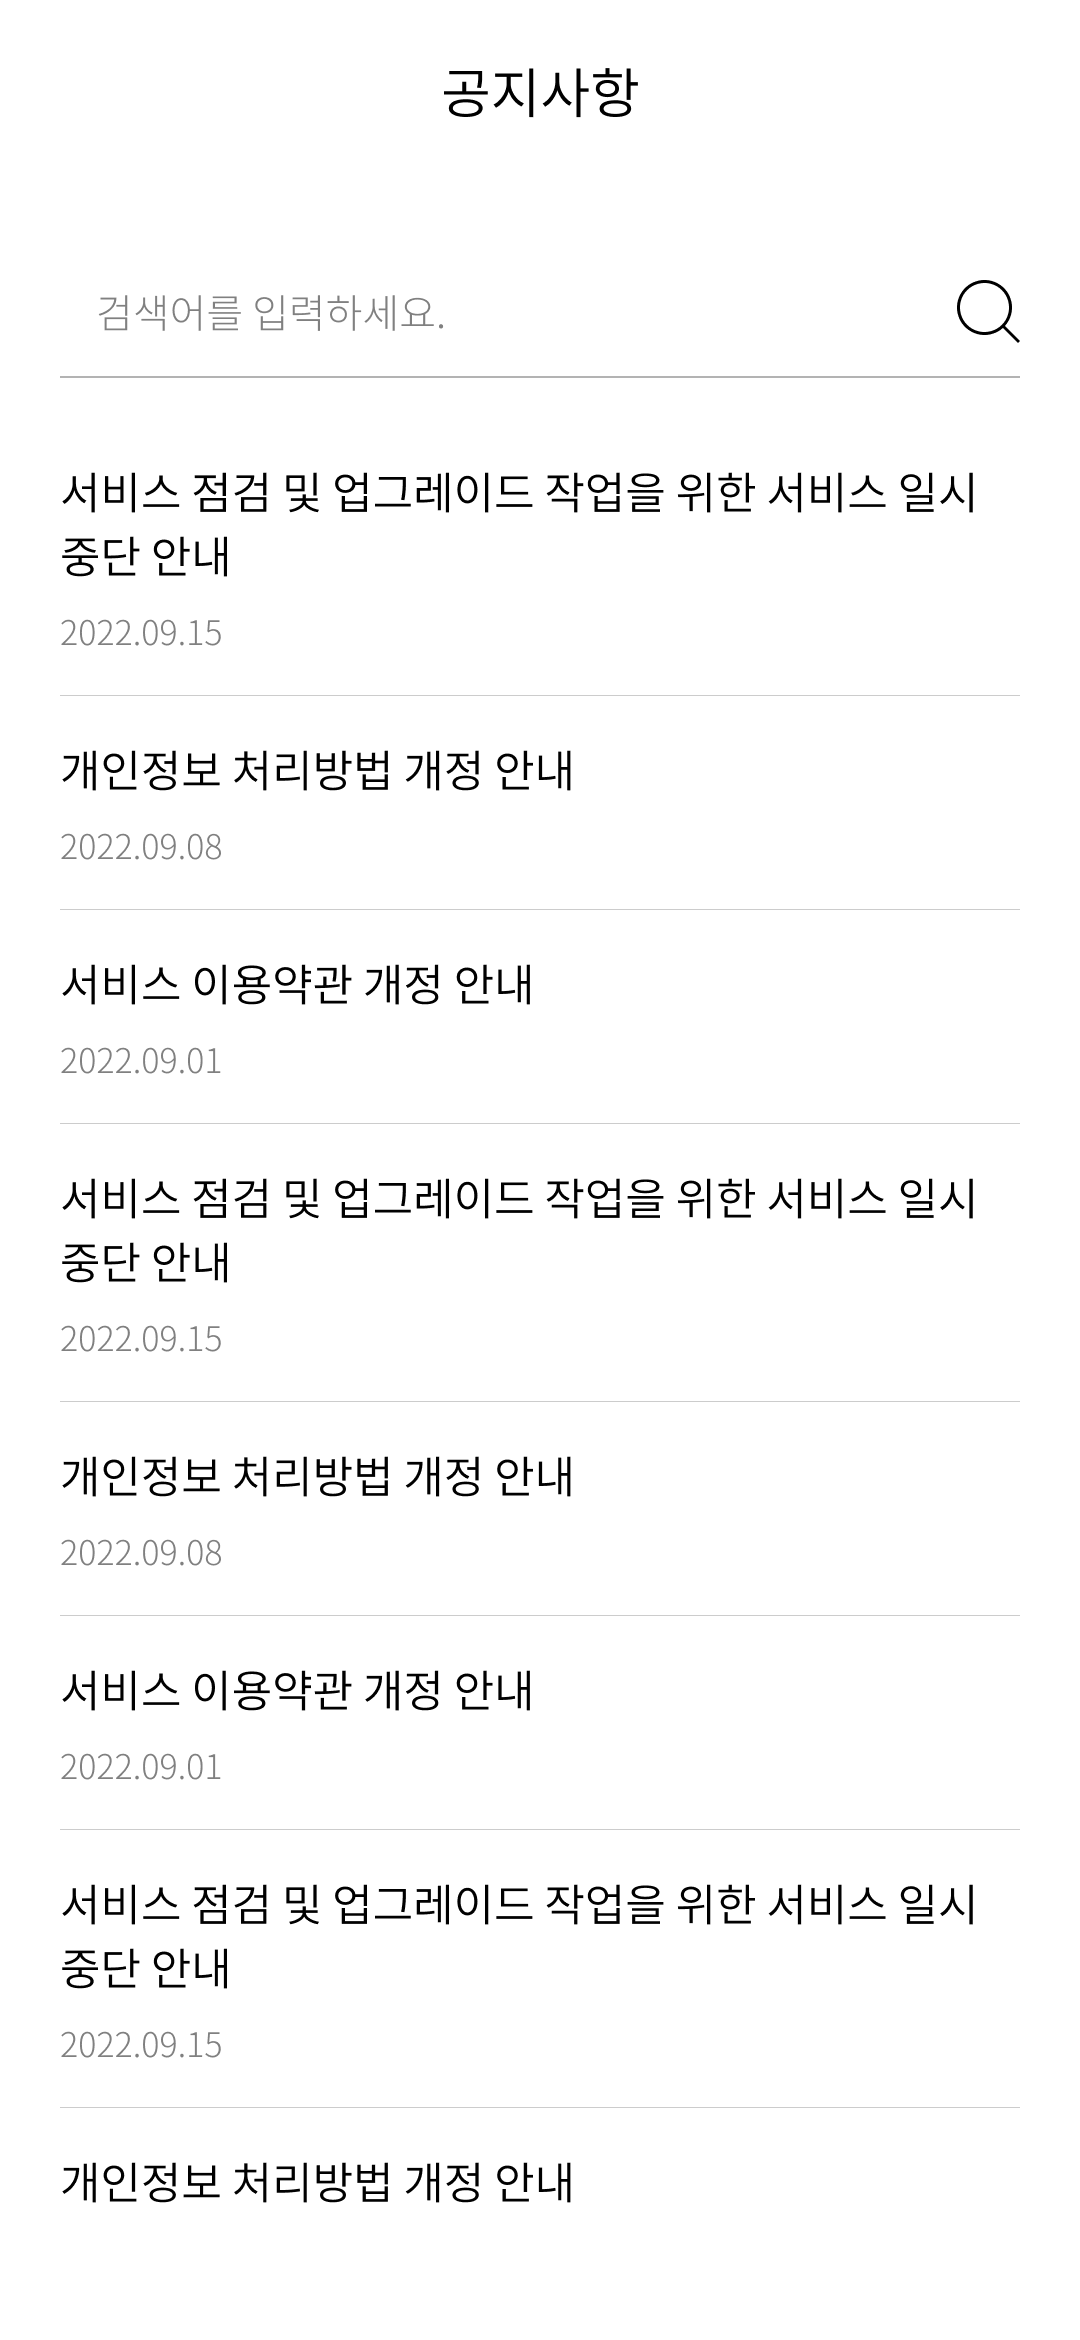 공지사항
검색어를 입력하세요.
서비스 점검 및 업그레이드 작업을 위한 서비스 일시
중단 안내
2022.09.15
개인정보 처리방법 개정 안내
2022.09.08
서비스 이용약관 개정 안내
2022.09.01
서비스 점검 및 업그레이드 작업을 위한 서비스 일시
중단 안내
2022.09.15
개인정보 처리방법 개정 안내
2022.09.08
서비스 이용약관 개정 안내
2022.09.01
서비스 점검 및 업그레이드 작업을 위한 서비스 일시
중단 안내
2022.09.15
개인정보 처리방법 개정 안내